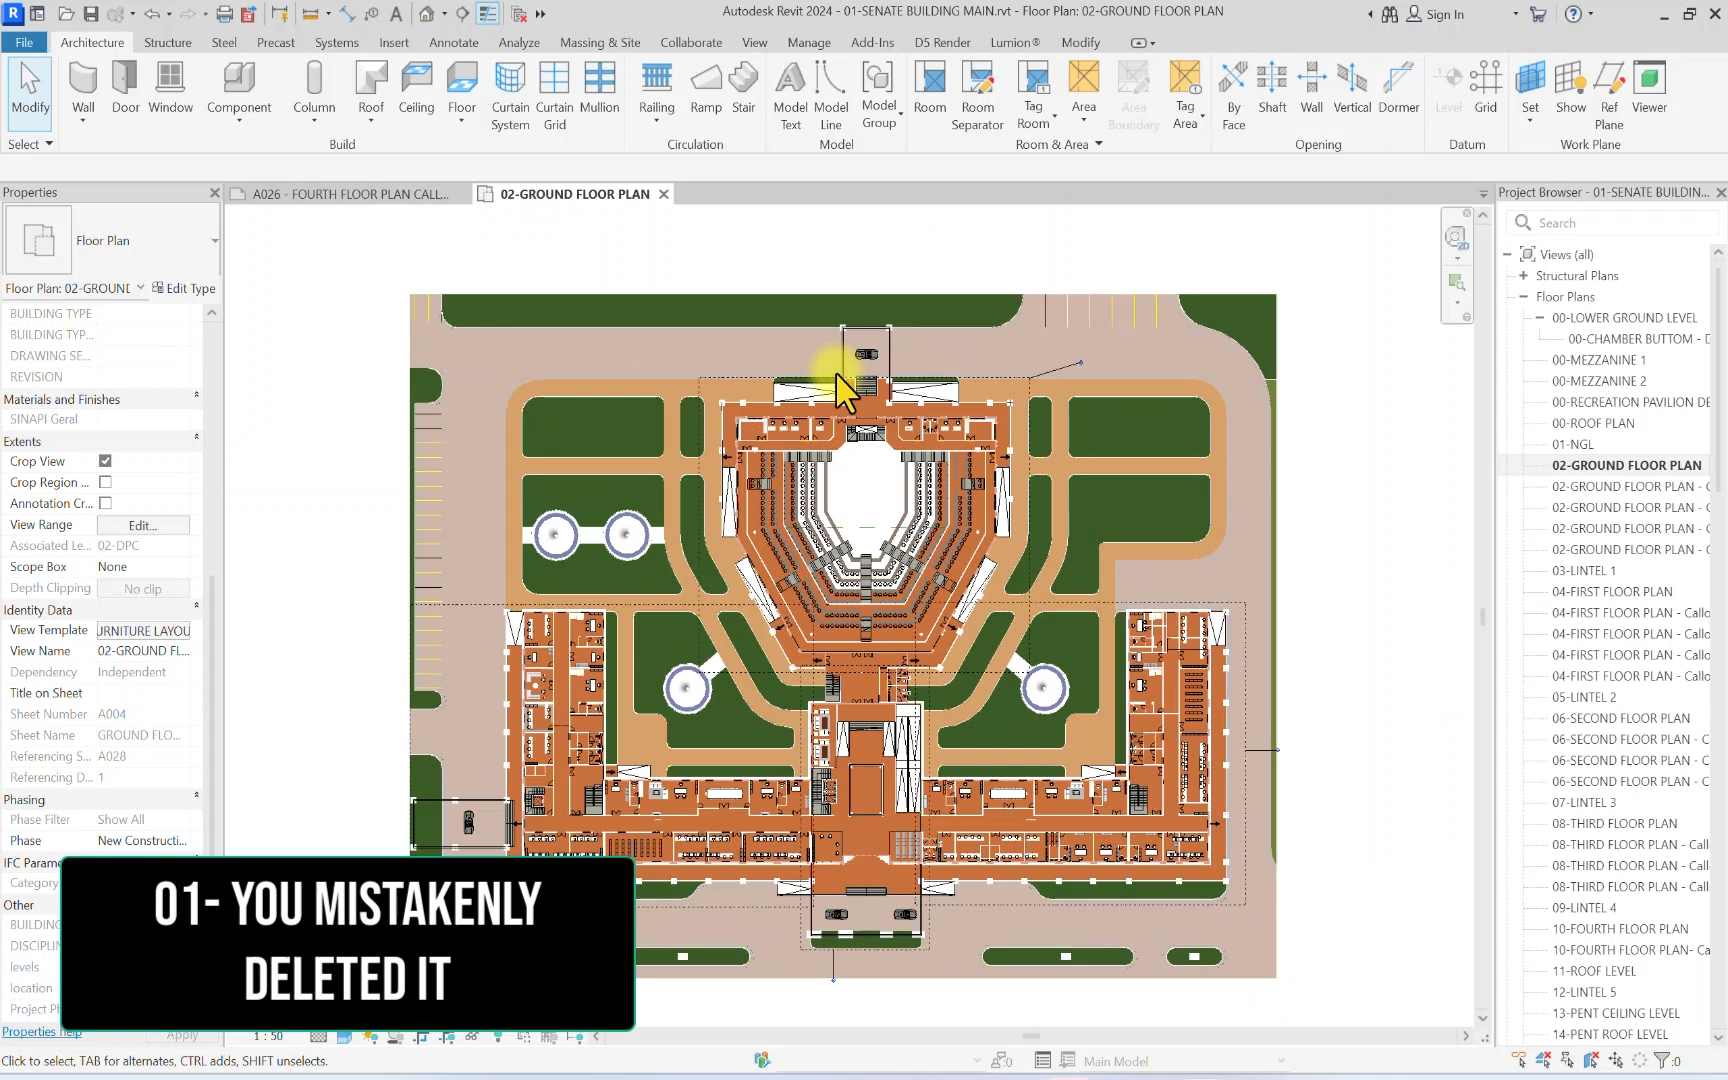 Autodesk Revit 2024 - 01-SENATE BUILDING MAIN.rvt - Floor Plan: 02-GROUND FLOOR PLAN
Sign In
File Architecture Structure Steel Precast Systems Insert Annotate Analyze Massing & Site Collaborate View Manage Add-Ins D5 Render Lumion® Modify
Modify Wall Door Window Component Column Roof Ceiling Floor Curtain System Curtain Grid Mullion Railing Ramp Stair Model Text Model Line Model Group Room Room Separator Tag Room Area Area Boundary Tag Area By Face Shaft Wall Vertical Dormer Level Grid Set Show Ref Plane Viewer
Select Build Circulation Model Room & Area Opening Datum Work Plane
Properties
A026 - FOURTH FLOOR PLAN CALL...
02-GROUND FLOOR PLAN
Project Browser - 01-SENATE BUILDIN...
Floor Plan
Floor Plan: 02-GROUNI
Edit Type
BUILDING TYPE
BUILDING TYP...
DRAWING SE...
REVISION
Materials and Finishes
SINAPI Geral
Extents
Crop View
Crop Region ...
Annotation Cr...
View Range Edit...
Associated Le... 02-DPC
Scope Box None
Depth Clipping No clip
Identity Data
View Template URNITURE LAYOU
View Name 02-GROUND FL...
Dependency Independent
Title on Sheet
Sheet Number A004
Sheet Name GROUND FLO...
Referencing S... A028
Referencing D... 1
Phasing
Phase Filter Show All
Phase New Constructi...
IFC Parame
Category
Other
BUILDING
DISCIPLIN
levels
location
Project Ph
Properties help
Apply
01- YOU MISTAKENLY
DELETED IT
1 : 50
Search
Views (all)
Structural Plans
Floor Plans
00-LOWER GROUND LEVEL
00-CHAMBER BUTTOM - D
00-MEZZANINE 1
00-MEZZANINE 2
00-RECREATION PAVILION DE
00-ROOF PLAN
01-NGL
02-GROUND FLOOR PLAN
02-GROUND FLOOR PLAN - C
02-GROUND FLOOR PLAN - C
02-GROUND FLOOR PLAN - C
02-GROUND FLOOR PLAN - C
03-LINTEL 1
04-FIRST FLOOR PLAN
04-FIRST FLOOR PLAN - Callo
04-FIRST FLOOR PLAN - Callo
04-FIRST FLOOR PLAN - Callo
04-FIRST FLOOR PLAN - Callo
05-LINTEL 2
06-SECOND FLOOR PLAN
06-SECOND FLOOR PLAN - C
06-SECOND FLOOR PLAN - C
06-SECOND FLOOR PLAN - C
07-LINTEL 3
08-THIRD FLOOR PLAN
08-THIRD FLOOR PLAN - Call
08-THIRD FLOOR PLAN - Call
08-THIRD FLOOR PLAN - Call
09-LINTEL 4
10-FOURTH FLOOR PLAN
10-FOURTH FLOOR PLAN- Ca
11-ROOF LEVEL
12-LINTEL 5
13-PENT CEILING LEVEL
14-PENT ROOF LEVEL
Click to select, TAB for alternates, CTRL adds, SHIFT unselects.
:0
Main Model
:0